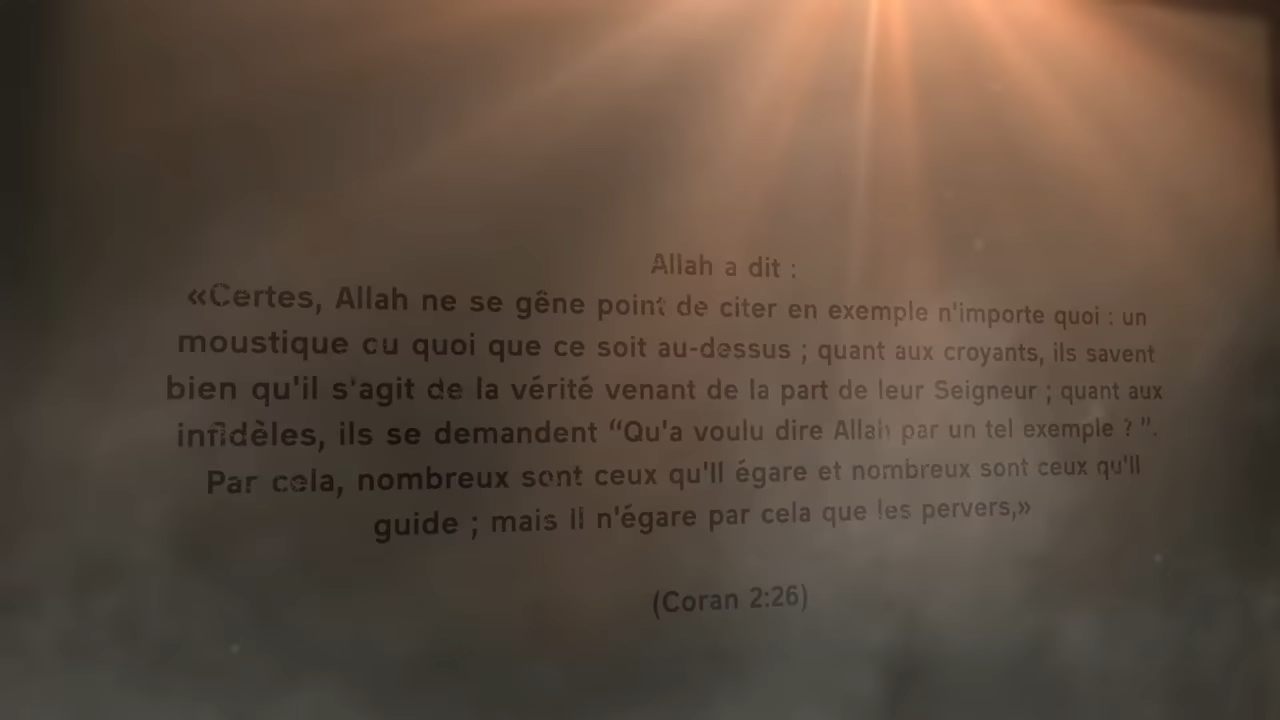 Allah a dit :
«Certes, Allah ne se gêne point de citer en exemple n'importe quoi : un
moustique ou quoi que ce soit au-dessus ; quant aux croyants, ils savent
bien qu'il s'agit de la vérité venant de la part de leur Seigneur ; quant aux
infidèles, ils se demandent “Qu'a voulu dire Allah par un tel exemple ? ”.
Par cela, nombreux sont ceux qu'Il égare et nombreux sont ceux qu'Il
guide ; mais Il n'égare par cela que les pervers,»
(Coran 2:26)